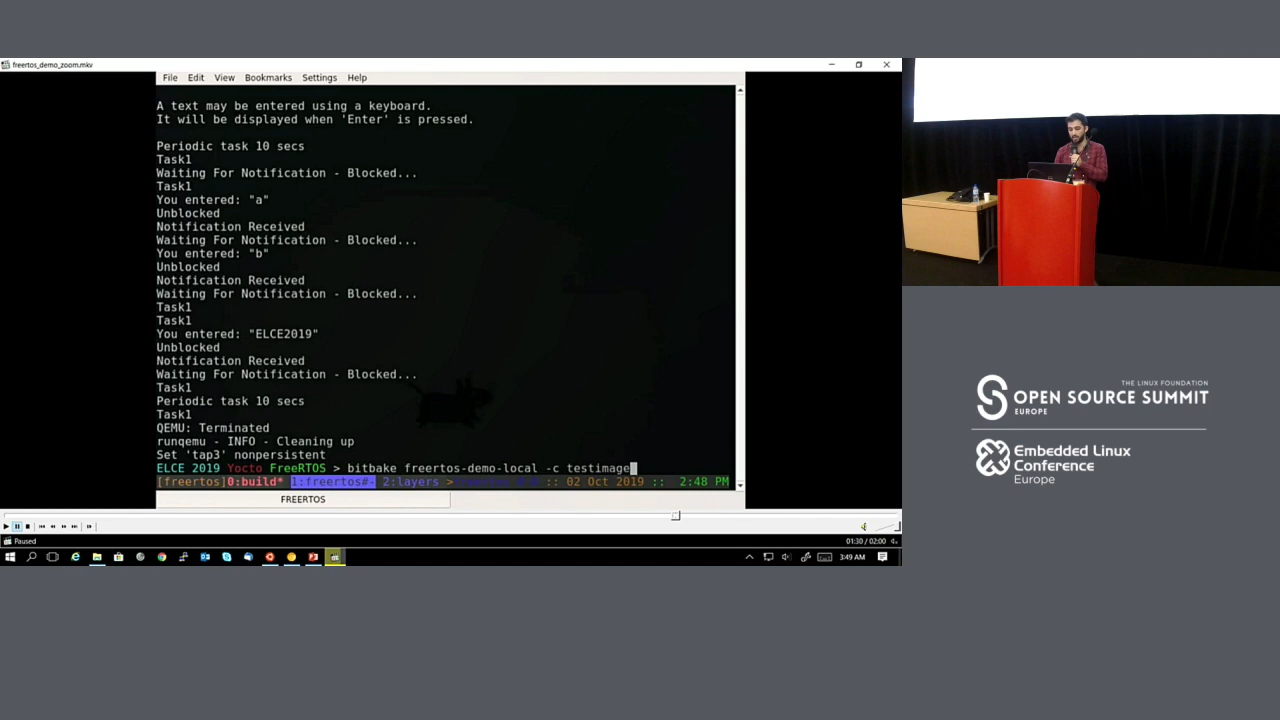 freertos_demo_zoom.mkv
File Edit View Bookmarks Settings Help
A text may be entered using a keyboard.
It will be displayed when 'Enter' is pressed.
Periodic task 10 secs
Task1
Waiting For Notification - Blocked...
Task1
You entered: "a"
Unblocked
Notification Received
Waiting For Notification - Blocked...
You entered: "b"
Unblocked
Notification Received
Waiting For Notification - Blocked...
Task1
Task1
You entered: "ELCE2019"
Unblocked
Notification Received
Waiting For Notification - Blocked...
Task1
Periodic task 10 secs
Task1
QEMU: Terminated
runqemu - INFO - Cleaning up
Set 'tap3' nonpersistent
ELCE 2019 Yocto FreeRTOS > bitbake freertos-demo-local -c testimage
[freertos]0:build* 1:freertos#- 2:layers > :: 02 Oct 2019 :: 2:48 PM
FREERTOS
Paused
01:30 / 02:00
3:49 AM
THE LINUX FOUNDATION
OPEN SOURCE SUMMIT
EUROPE
Embedded Linux
Conference
Europe